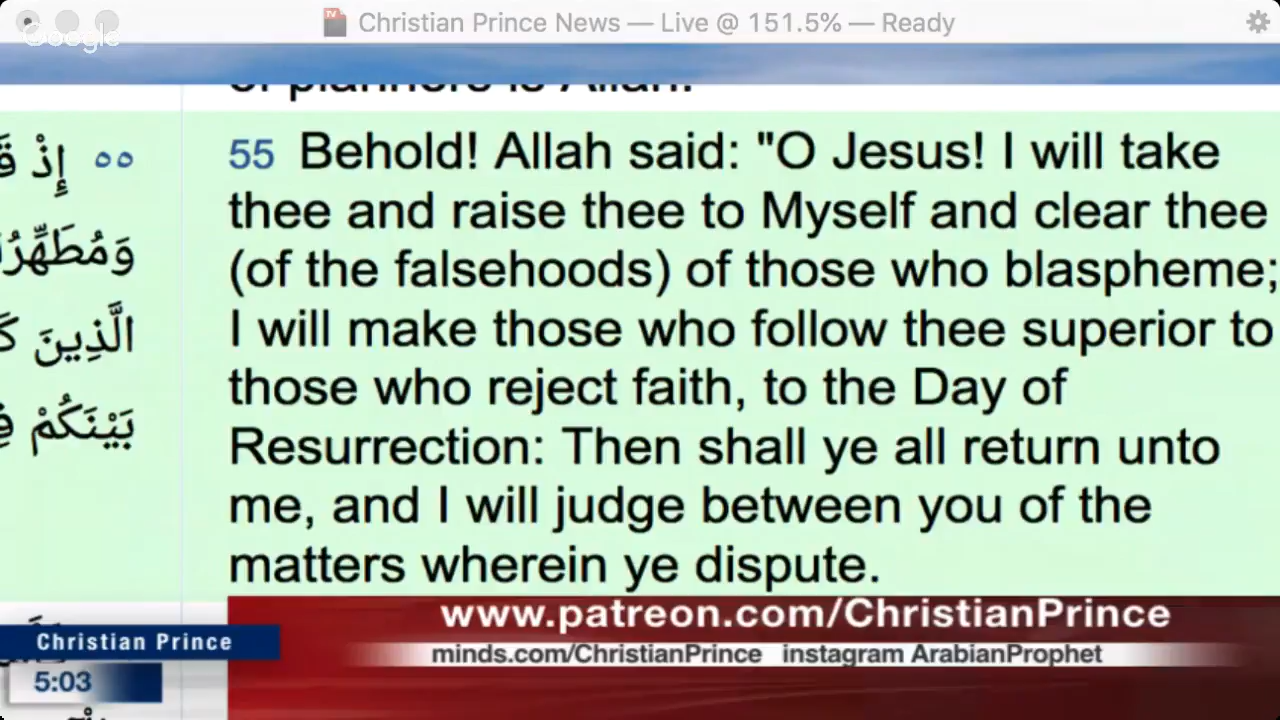 Christian Prince News — Live @ 151.5% — Ready
Google
of planners is Allah."
55 Behold! Allah said: "O Jesus! I will take
thee and raise thee to Myself and clear thee
(of the falsehoods) of those who blaspheme;
I will make those who follow thee superior to
those who reject faith, to the Day of
Resurrection: Then shall ye all return unto
me, and I will judge between you of the
matters wherein ye dispute.
٥٥ إِذْ
وَمُطَهِّرُ
الَّذِينَ
بَيْنَكُمْ
www.patreon.com/ChristianPrince
minds.com/ChristianPrince instagram ArabianProphet
Christian Prince
5:03